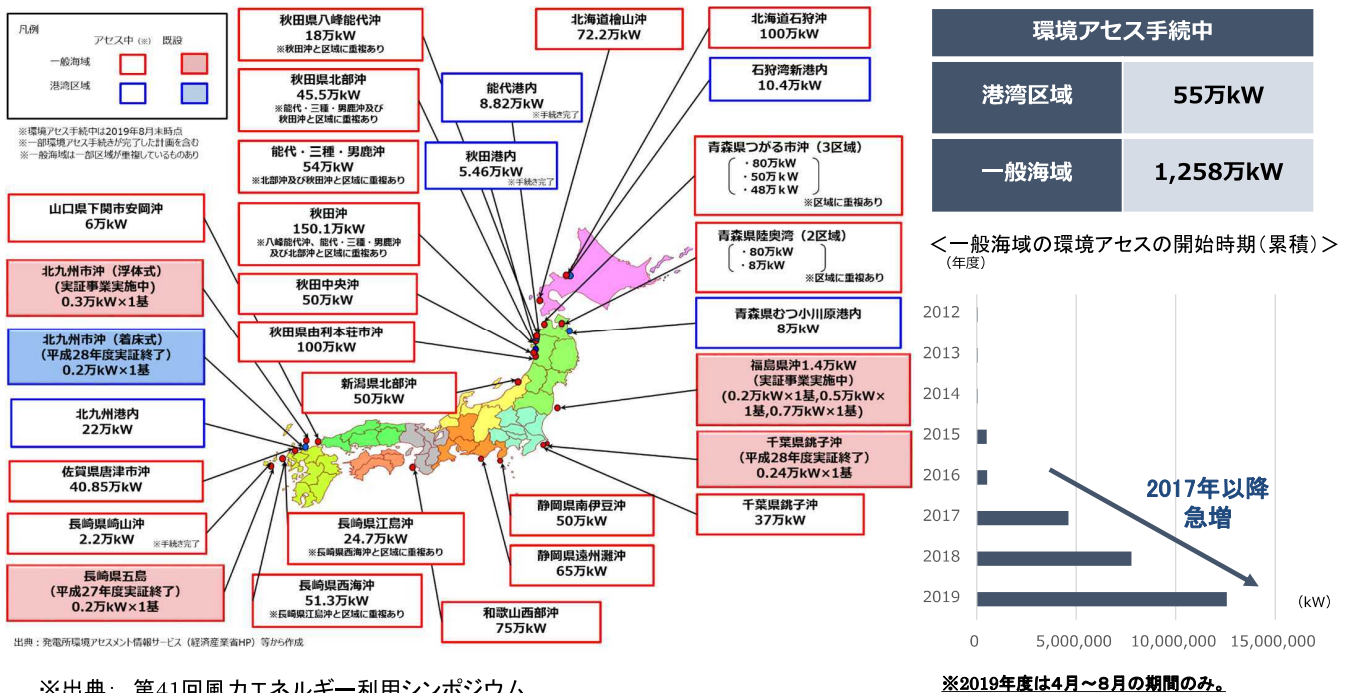 凡例
アセス中（※） 既設
一般海域
港湾区域
※環境アセス手続中は2019年8月末時点
※一部環境アセス手続きが完了した計画を含む
※一般海域は一部区域が重複しているものあり
秋田県八峰能代沖
18万kW
※秋田沖と区域に重複あり
秋田県北部沖
45.5万kW
※能代・三種・男鹿沖及び
秋田沖と区域に重複あり
能代・三種・男鹿沖
54万kW
※北部沖及び秋田沖と区域に重複あり
秋田沖
150.1万kW
※八峰能代沖、能代・三種・男鹿沖
及び北部沖と区域に重複あり
秋田中央沖
50万kW
秋田県由利本荘市沖
100万kW
新潟県北部沖
50万kW
能代港内
8.82万kW
※手続き完了
秋田港内
5.46万kW
※手続き完了
北海道檜山沖
72.2万kW
北海道石狩沖
100万kW
石狩湾新港内
10.4万kW
青森県つがる市沖（3区域）
・80万kW
・50万kW
・48万kW
※区域に重複あり
青森県陸奥湾（2区域）
・80万kW
・8万kW
※区域に重複あり
青森県むつ小川原港内
8万kW
福島県沖1.4万kW
（実証事業実施中）
(0.2万kW×1基,0.5万kW×
1基,0.7万kW×1基)
千葉県銚子沖
（平成28年度実証終了）
0.24万kW×1基
千葉県銚子沖
37万kW
山口県下関市安岡沖
6万kW
北九州市沖（浮体式）
(実証事業実施中)
0.3万kW×1基
北九州市沖（着床式）
（平成28年度実証終了）
0.2万kW×1基
北九州港内
22万kW
佐賀県唐津市沖
40.85万kW
長崎県崎山沖
2.2万kW
※手続き完了
長崎県五島
（平成27年度実証終了）
0.2万kW×1基
長崎県江島沖
24.7万kW
※長崎県西海沖と区域に重複あり
長崎県西海沖
51.3万kW
※長崎県江島沖と区域に重複あり
静岡県南伊豆沖
50万kW
静岡県遠州灘沖
65万kW
和歌山西部沖
75万kW
出典：発電所環境アセスメント情報サービス（経済産業省HP）等から作成
※出典： 第41回風力エネルギー利用シンポジウム
環境アセス手続中
港湾区域 55万kW
一般海域 1,258万kW
＜一般海域の環境アセスの開始時期（累積）＞
（年度）
2012
2013
2014
2015
2016
2017
2018
2019
2017年以降
急増
（kW）
0 5,000,000 10,000,000 15,000,000
※2019年度は4月～8月の期間のみ。